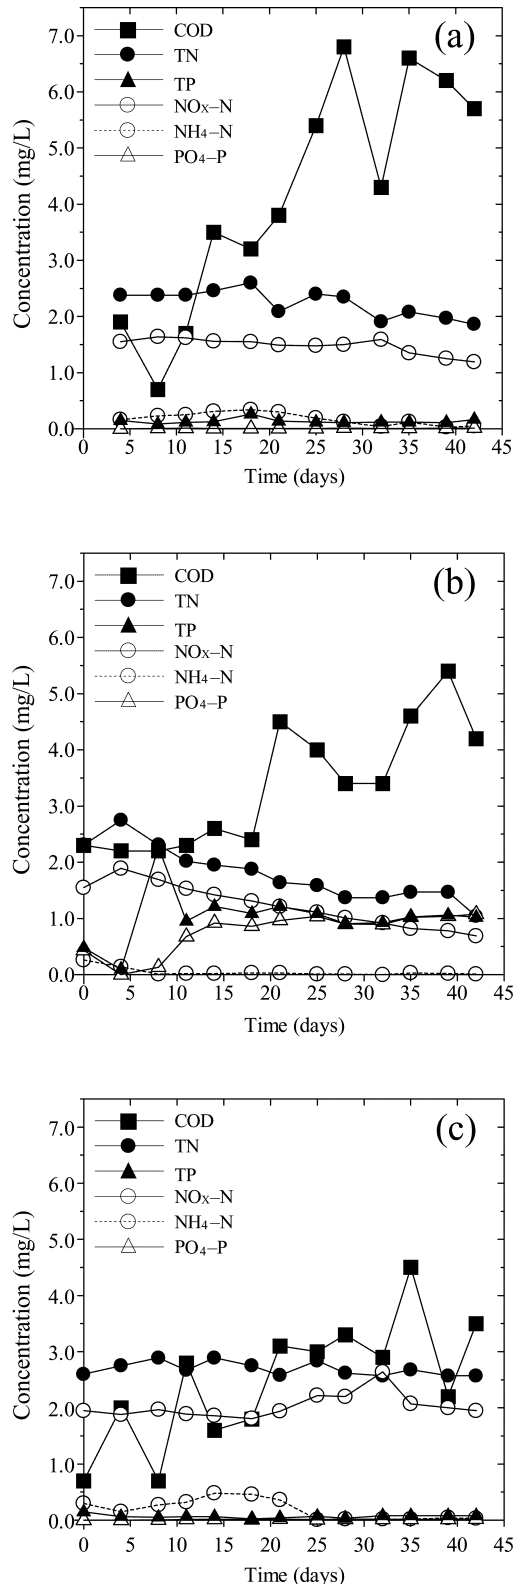 (a)
COD
TN
TP
NOX–N
NH4–N
PO4–P
7.0
6.0
5.0
4.0
3.0
2.0
1.0
0.0
Concentration (mg/L)
0 5 10 15 20 25 30 35 40 45
Time (days)
(b)
COD
TN
TP
NOX–N
NH4–N
PO4–P
7.0
6.0
5.0
4.0
3.0
2.0
1.0
0.0
Concentration (mg/L)
0 5 10 15 20 25 30 35 40 45
Time (days)
(c)
COD
TN
TP
NOX–N
NH4–N
PO4–P
7.0
6.0
5.0
4.0
3.0
2.0
1.0
0.0
Concentration (mg/L)
0 5 10 15 20 25 30 35 40 45
Time (days)